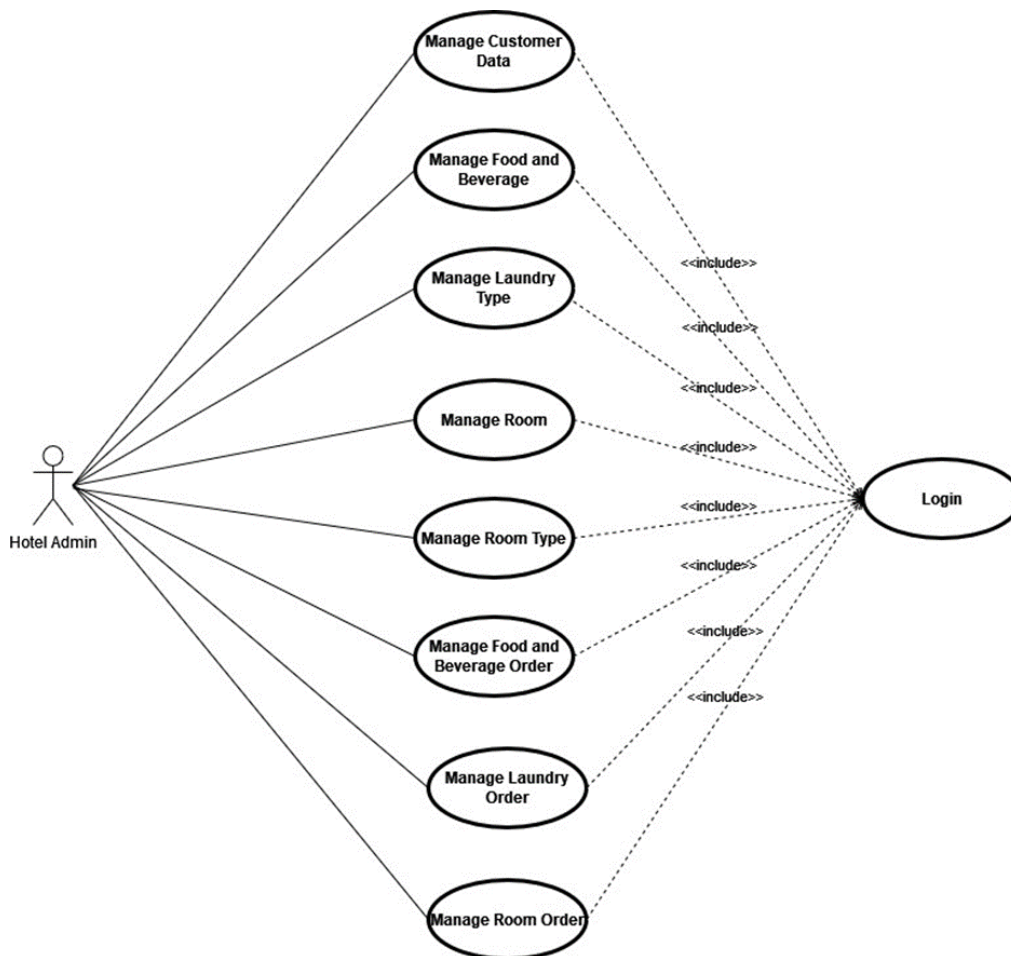 Manage Customer
Data
Manage Food and
Beverage
<<include>>
Manage Laundry
Type
<<include>>
<<include>>
Manage Room
<<include>>
Hotel Admin
Login
<<include>>
Manage Room Type
<<include>>
Manage Food and
Beverage Order
<<include>>
<<include>>
Manage Laundry
Order
Manage Room Order